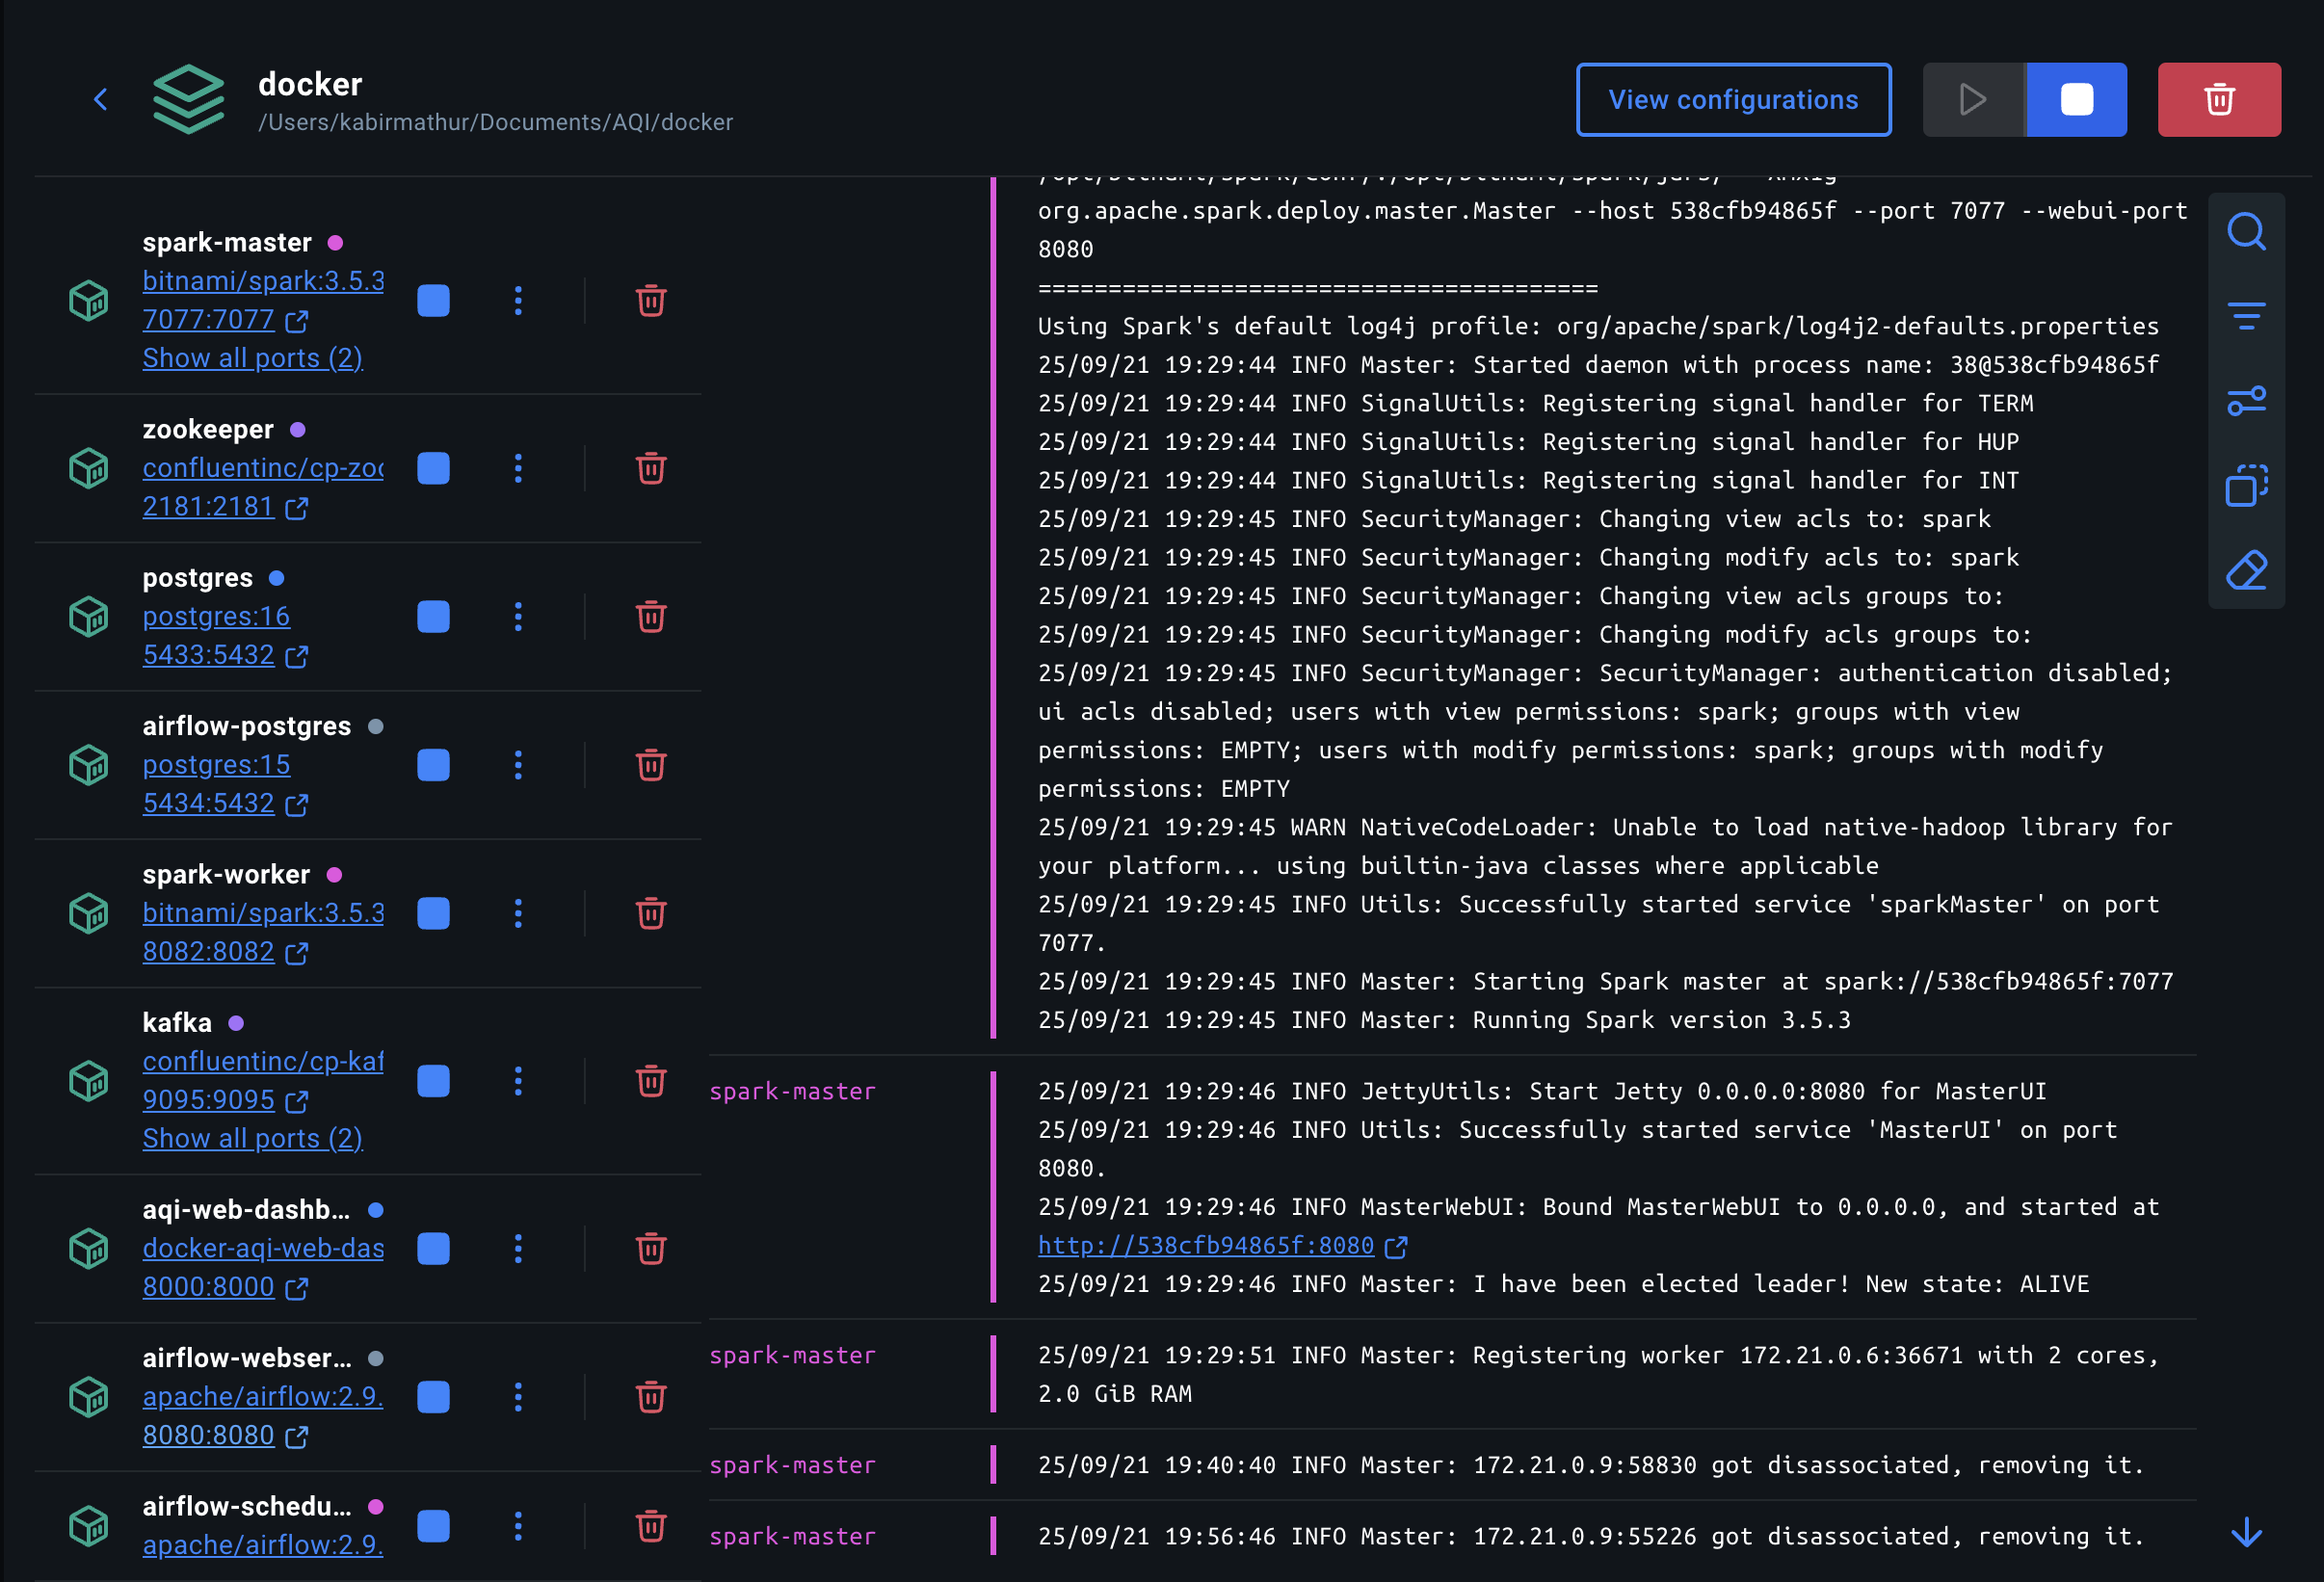 docker
/Users/kabirmathur/Documents/AQI/docker
View configurations
spark-master
bitnami/spark:3.5.3
7077:7077
Show all ports (2)
zookeeper
confluentinc/cp-zoo
2181:2181
postgres
postgres:16
5433:5432
airflow-postgres
postgres:15
5434:5432
spark-worker
bitnami/spark:3.5.3
8082:8082
kafka
confluentinc/cp-kaf
9095:9095
Show all ports (2)
aqi-web-dashb...
docker-aqi-web-das
8000:8000
airflow-webser...
apache/airflow:2.9.
8080:8080
airflow-schedu...
apache/airflow:2.9.
org.apache.spark.deploy.master.Master --host 538cfb94865f --port 7077 --webui-port
8080
========================================
Using Spark's default log4j profile: org/apache/spark/log4j2-defaults.properties
25/09/21 19:29:44 INFO Master: Started daemon with process name: 38@538cfb94865f
25/09/21 19:29:44 INFO SignalUtils: Registering signal handler for TERM
25/09/21 19:29:44 INFO SignalUtils: Registering signal handler for HUP
25/09/21 19:29:44 INFO SignalUtils: Registering signal handler for INT
25/09/21 19:29:45 INFO SecurityManager: Changing view acls to: spark
25/09/21 19:29:45 INFO SecurityManager: Changing modify acls to: spark
25/09/21 19:29:45 INFO SecurityManager: Changing view acls groups to:
25/09/21 19:29:45 INFO SecurityManager: Changing modify acls groups to:
25/09/21 19:29:45 INFO SecurityManager: SecurityManager: authentication disabled;
ui acls disabled; users with view permissions: spark; groups with view
permissions: EMPTY; users with modify permissions: spark; groups with modify
permissions: EMPTY
25/09/21 19:29:45 WARN NativeCodeLoader: Unable to load native-hadoop library for
your platform... using builtin-java classes where applicable
25/09/21 19:29:45 INFO Utils: Successfully started service 'sparkMaster' on port
7077.
25/09/21 19:29:45 INFO Master: Starting Spark master at spark://538cfb94865f:7077
25/09/21 19:29:45 INFO Master: Running Spark version 3.5.3
spark-master
25/09/21 19:29:46 INFO JettyUtils: Start Jetty 0.0.0.0:8080 for MasterUI
25/09/21 19:29:46 INFO Utils: Successfully started service 'MasterUI' on port
8080.
25/09/21 19:29:46 INFO MasterWebUI: Bound MasterWebUI to 0.0.0.0, and started at
http://538cfb94865f:8080
25/09/21 19:29:46 INFO Master: I have been elected leader! New state: ALIVE
spark-master
25/09/21 19:29:51 INFO Master: Registering worker 172.21.0.6:36671 with 2 cores,
2.0 GiB RAM
spark-master
25/09/21 19:40:40 INFO Master: 172.21.0.9:58830 got disassociated, removing it.
spark-master
25/09/21 19:56:46 INFO Master: 172.21.0.9:55226 got disassociated, removing it.